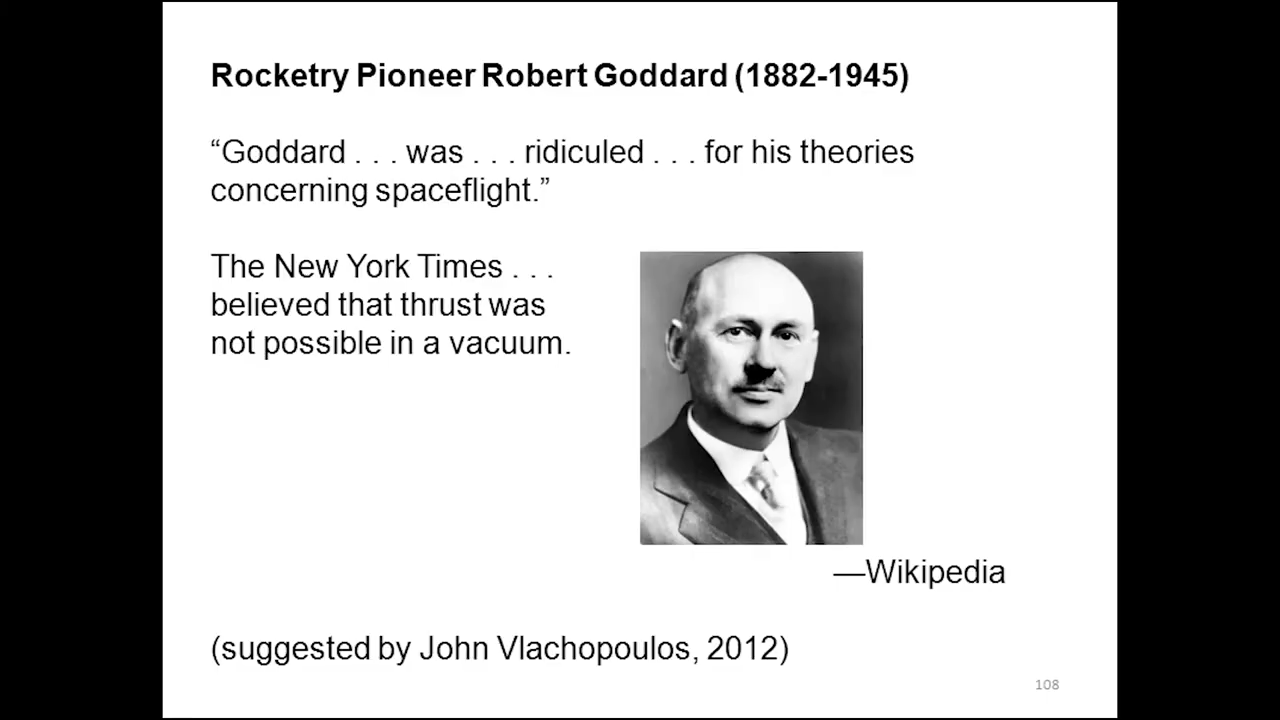 Rocketry Pioneer Robert Goddard (1882-1945)
“Goddard . . . was . . . ridiculed . . . for his theories
concerning spaceflight.”
The New York Times . . .
believed that thrust was
not possible in a vacuum.
—Wikipedia
(suggested by John Vlachopoulos, 2012)
108